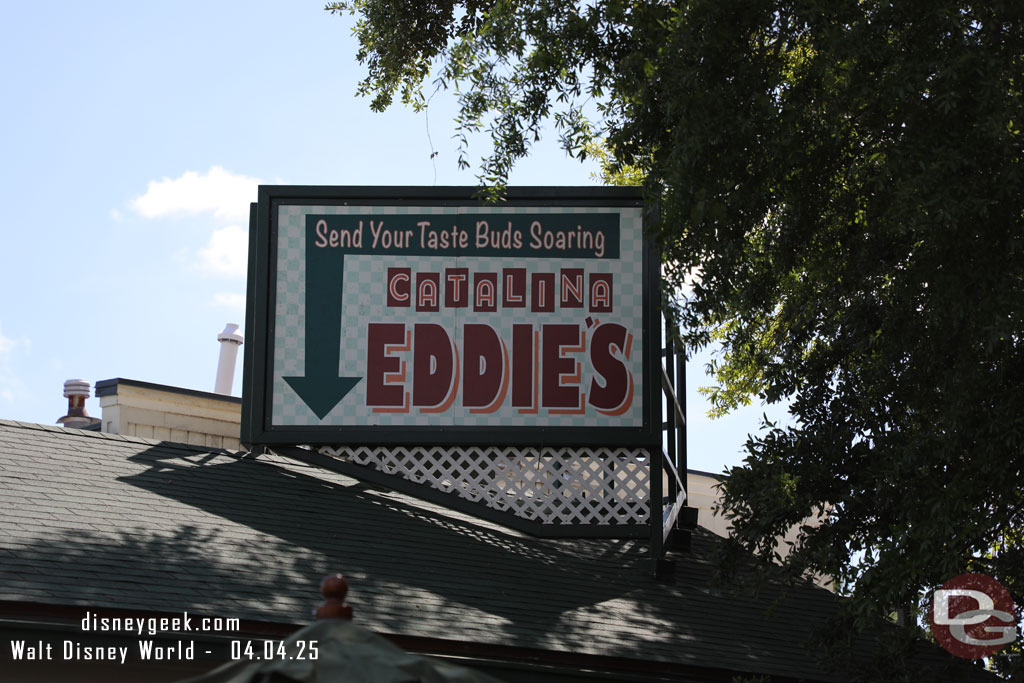 Send Your Taste Buds Soaring
CATALINA
EDDIE'S
disneygeek.com
Walt Disney World - 04.04.25
DG